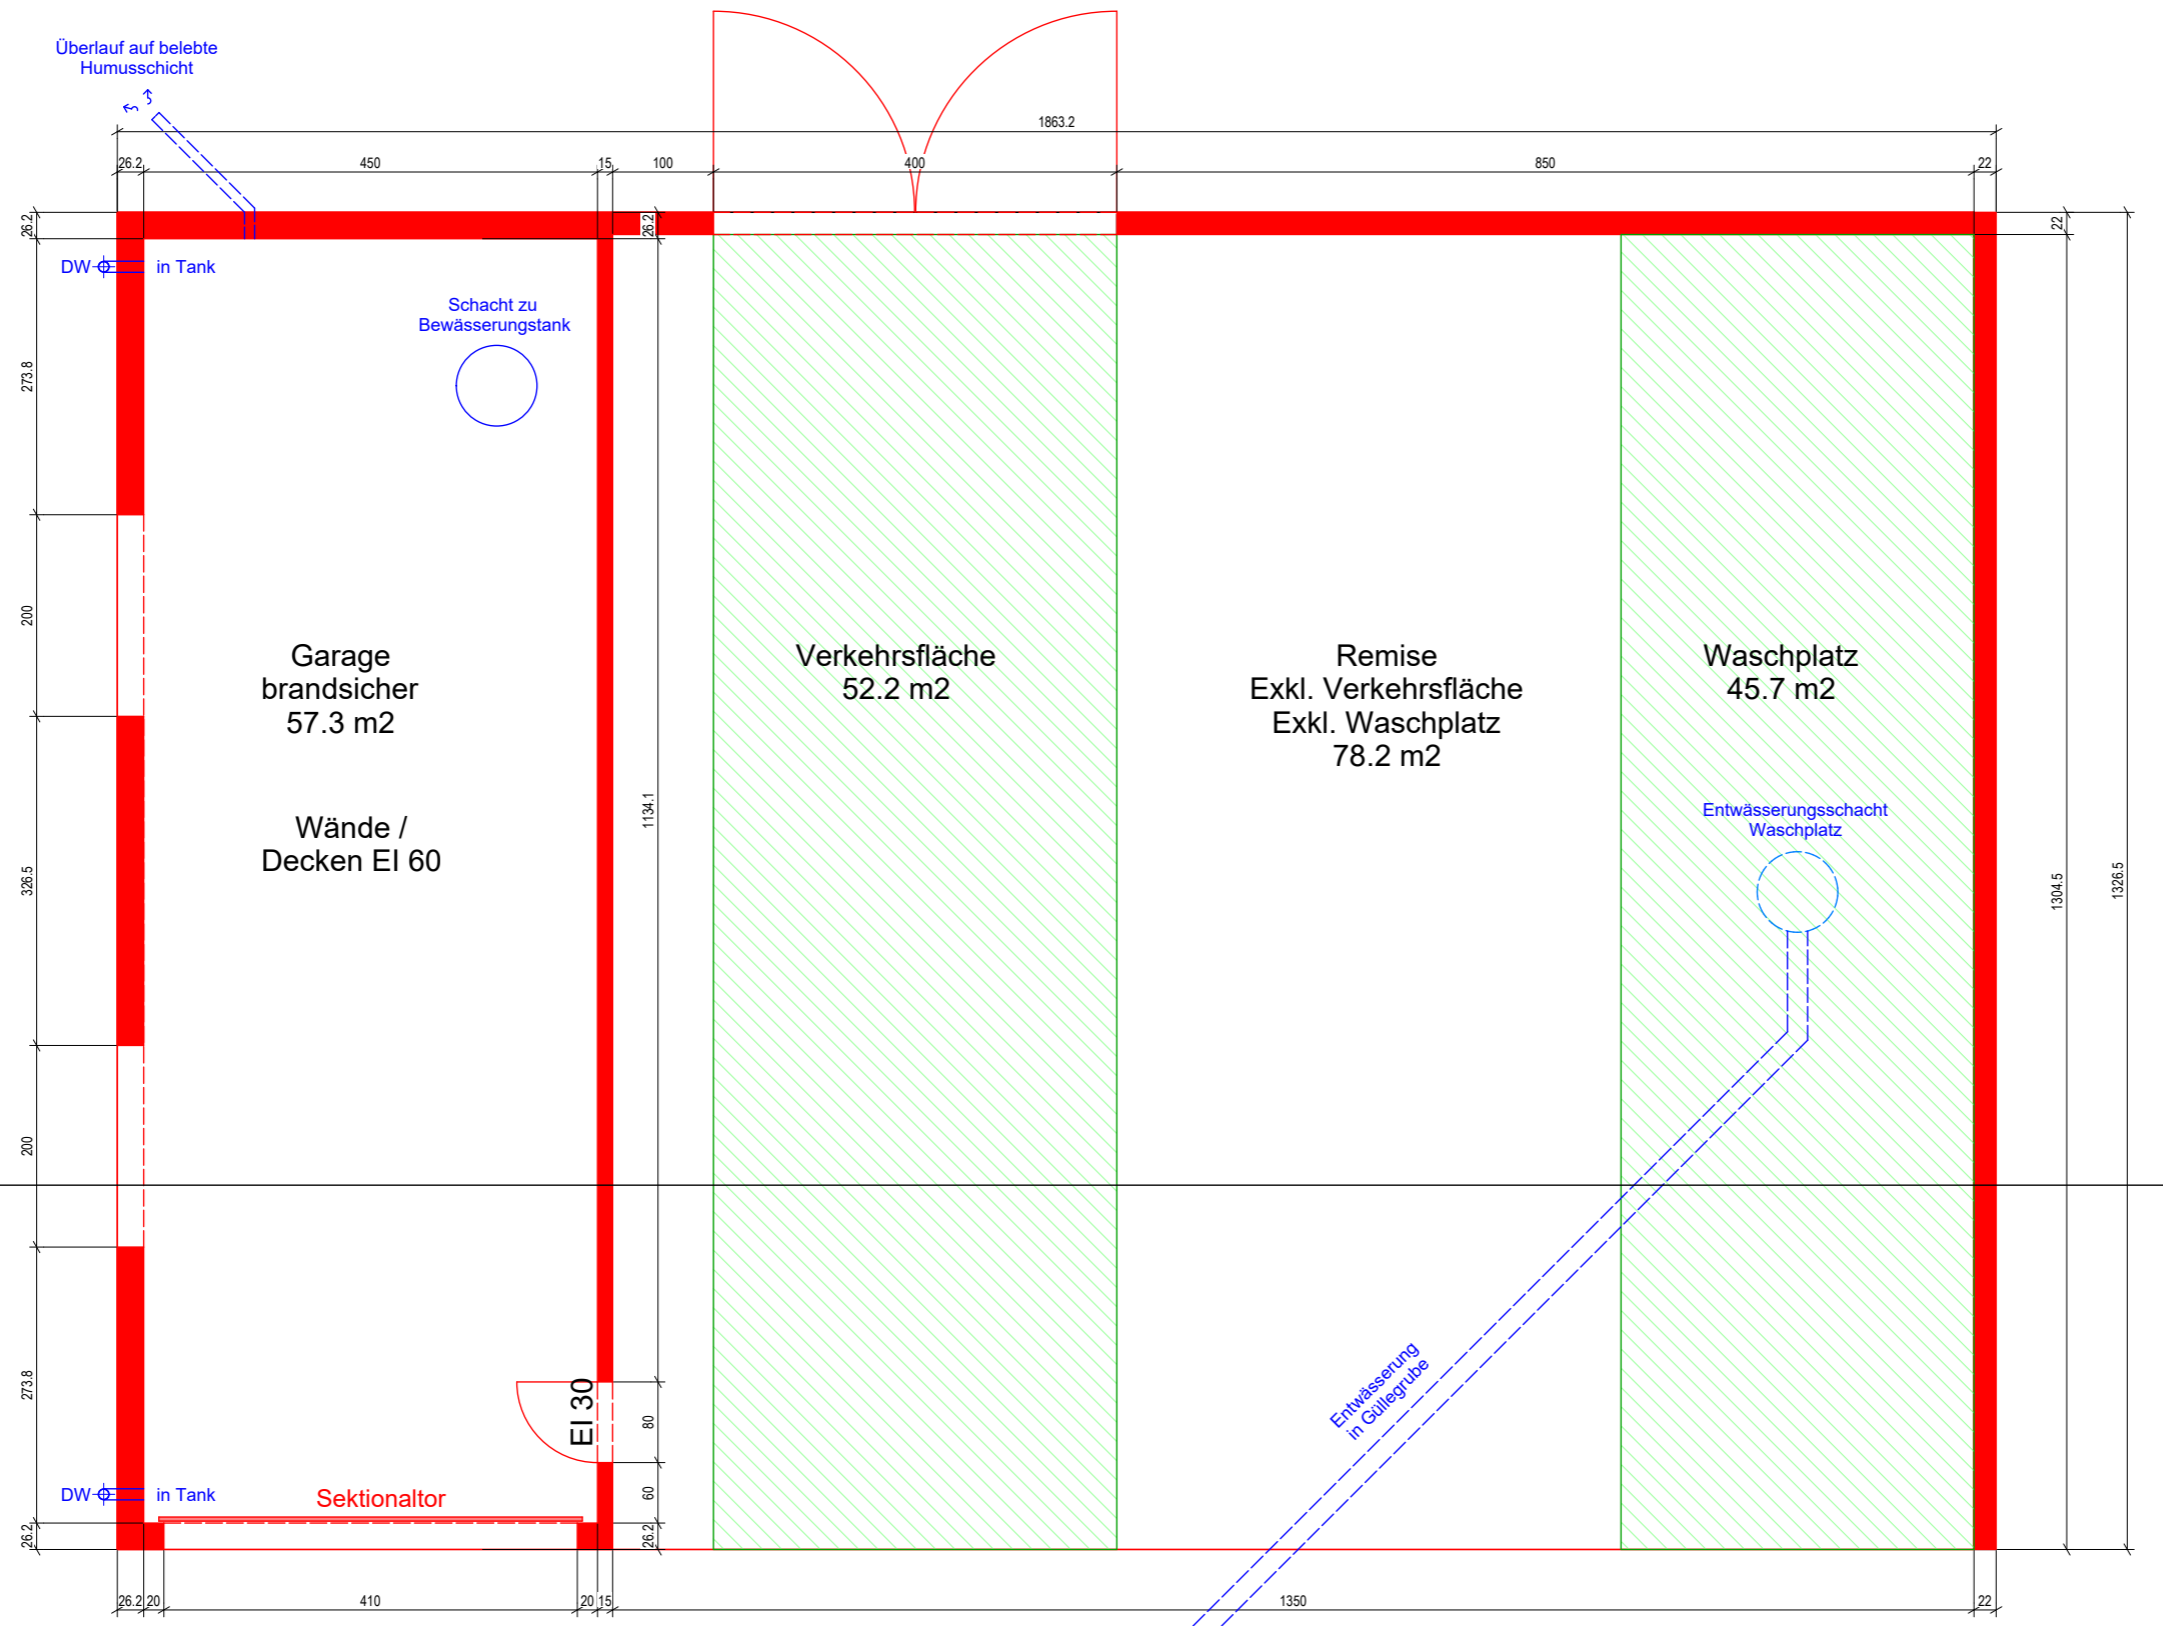 Überlauf auf belebte
Humusschicht
1863.2
26.2
450
15
100
400
850
22
26.2
26.2
22
DW
in Tank
Schacht zu
Bewässerungstank
273.8
200
Garage
brandsicher
57.3 m2
Verkehrsfläche
52.2 m2
Remise
Exkl. Verkehrsfläche
Exkl. Waschplatz
78.2 m2
Waschplatz
45.7 m2
Wände /
Decken EI 60
1134.1
Entwässerungsschacht
Waschplatz
326.5
1304.5
1326.5
200
273.8
EI 30
80
60
Entwässerung
in Güllegrube
DW
in Tank
Sektionaltor
26.2
26.2
26.2
20
410
20
15
1350
22